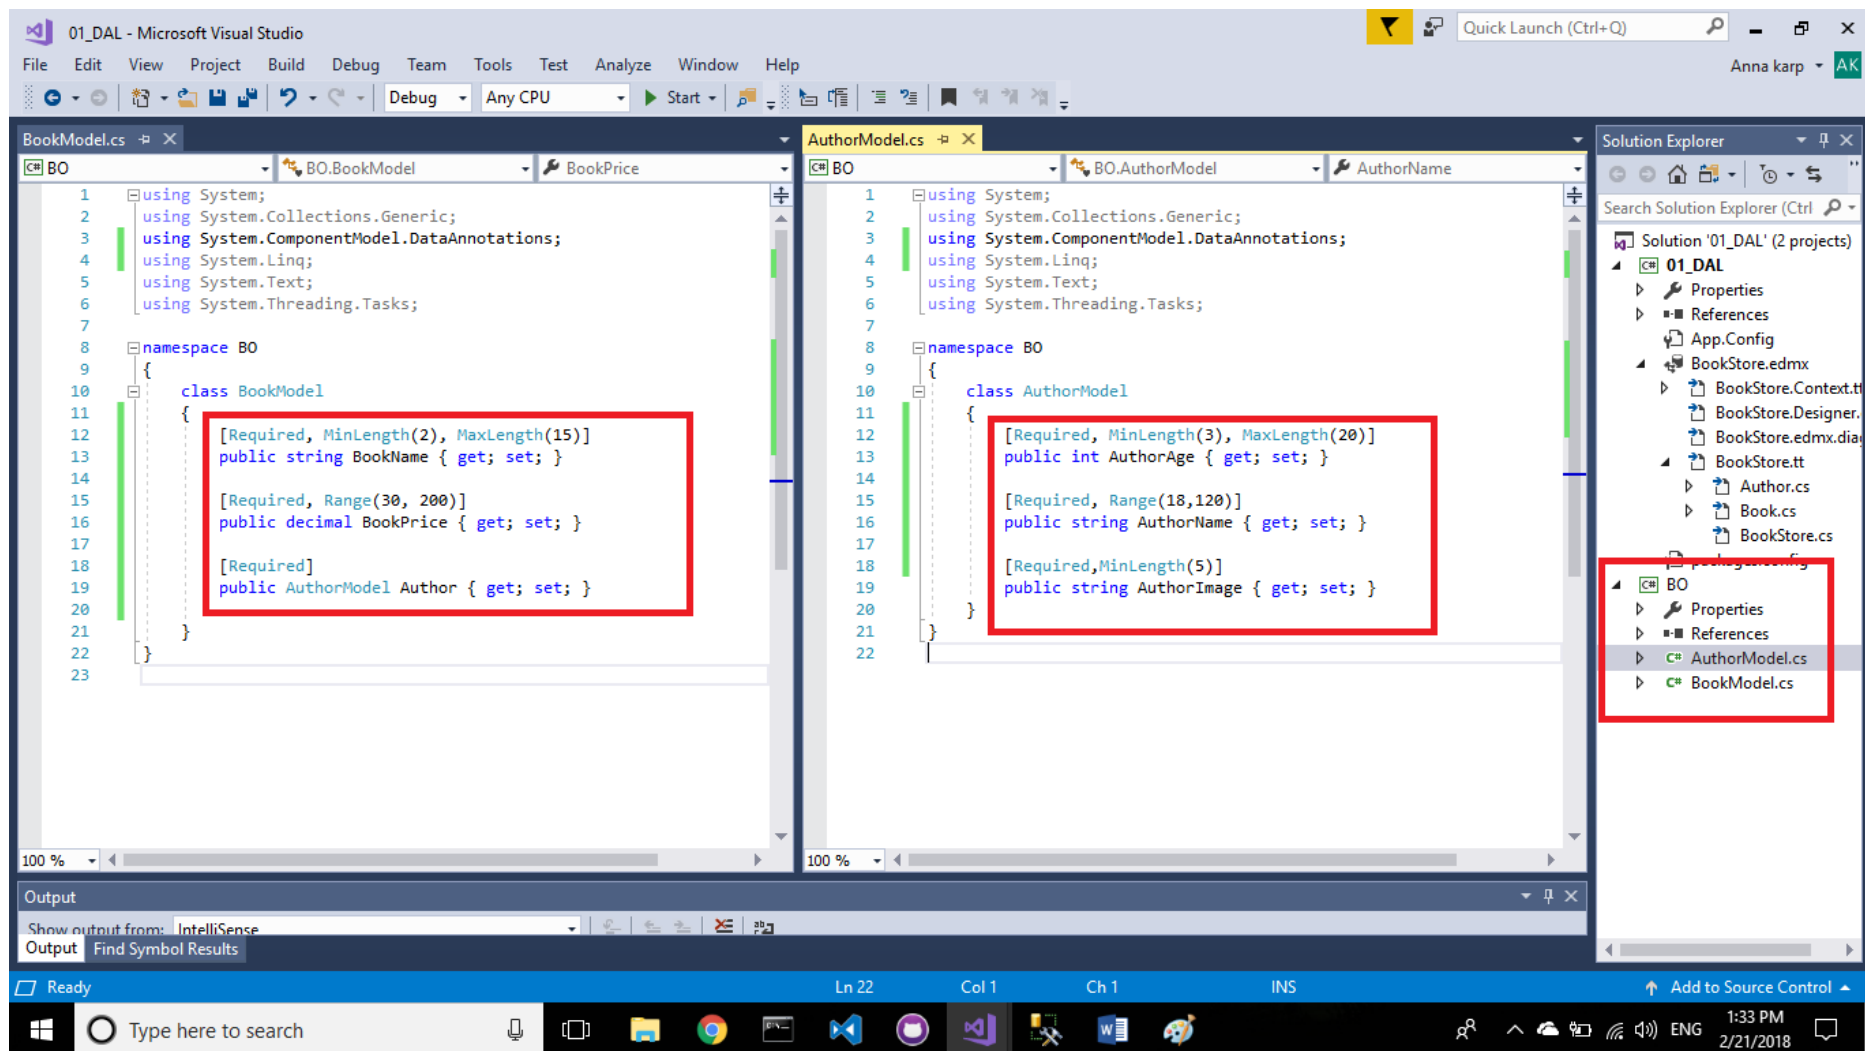 01_DAL - Microsoft Visual Studio
Quick Launch (Ctrl+Q)
File Edit View Project Build Debug Team Tools Test Analyze Window Help
Anna karp AK
Debug Any CPU Start
BookModel.cs
BO BO.BookModel BookPrice
1 using System;
2 using System.Collections.Generic;
3 using System.ComponentModel.DataAnnotations;
4 using System.Linq;
5 using System.Text;
6 using System.Threading.Tasks;
7
8 namespace BO
9 {
10 class BookModel
11 {
12 [Required, MinLength(2), MaxLength(15)]
13 public string BookName { get; set; }
14
15 [Required, Range(30, 200)]
16 public decimal BookPrice { get; set; }
17
18 [Required]
19 public AuthorModel Author { get; set; }
20
21 }
22 }
23
100 %
AuthorModel.cs
BO BO.AuthorModel AuthorName
1 using System;
2 using System.Collections.Generic;
3 using System.ComponentModel.DataAnnotations;
4 using System.Linq;
5 using System.Text;
6 using System.Threading.Tasks;
7
8 namespace BO
9 {
10 class AuthorModel
11 {
12 [Required, MinLength(3), MaxLength(20)]
13 public int AuthorAge { get; set; }
14
15 [Required, Range(18,120)]
16 public string AuthorName { get; set; }
17
18 [Required,MinLength(5)]
19 public string AuthorImage { get; set; }
20 }
21 }
22
100 %
Solution Explorer
Search Solution Explorer (Ctrl
Solution '01_DAL' (2 projects)
C# 01_DAL
Properties
References
App.Config
BookStore.edmx
BookStore.Context.tt
BookStore.Designer.
BookStore.edmx.dia
BookStore.tt
Author.cs
Book.cs
BookStore.cs
packages.config
C# BO
Properties
References
C# AuthorModel.cs
C# BookModel.cs
Output
Show output from: IntelliSense
Output Find Symbol Results
Ready Ln 22 Col 1 Ch 1 INS Add to Source Control
Type here to search
ENG 1:33 PM
2/21/2018